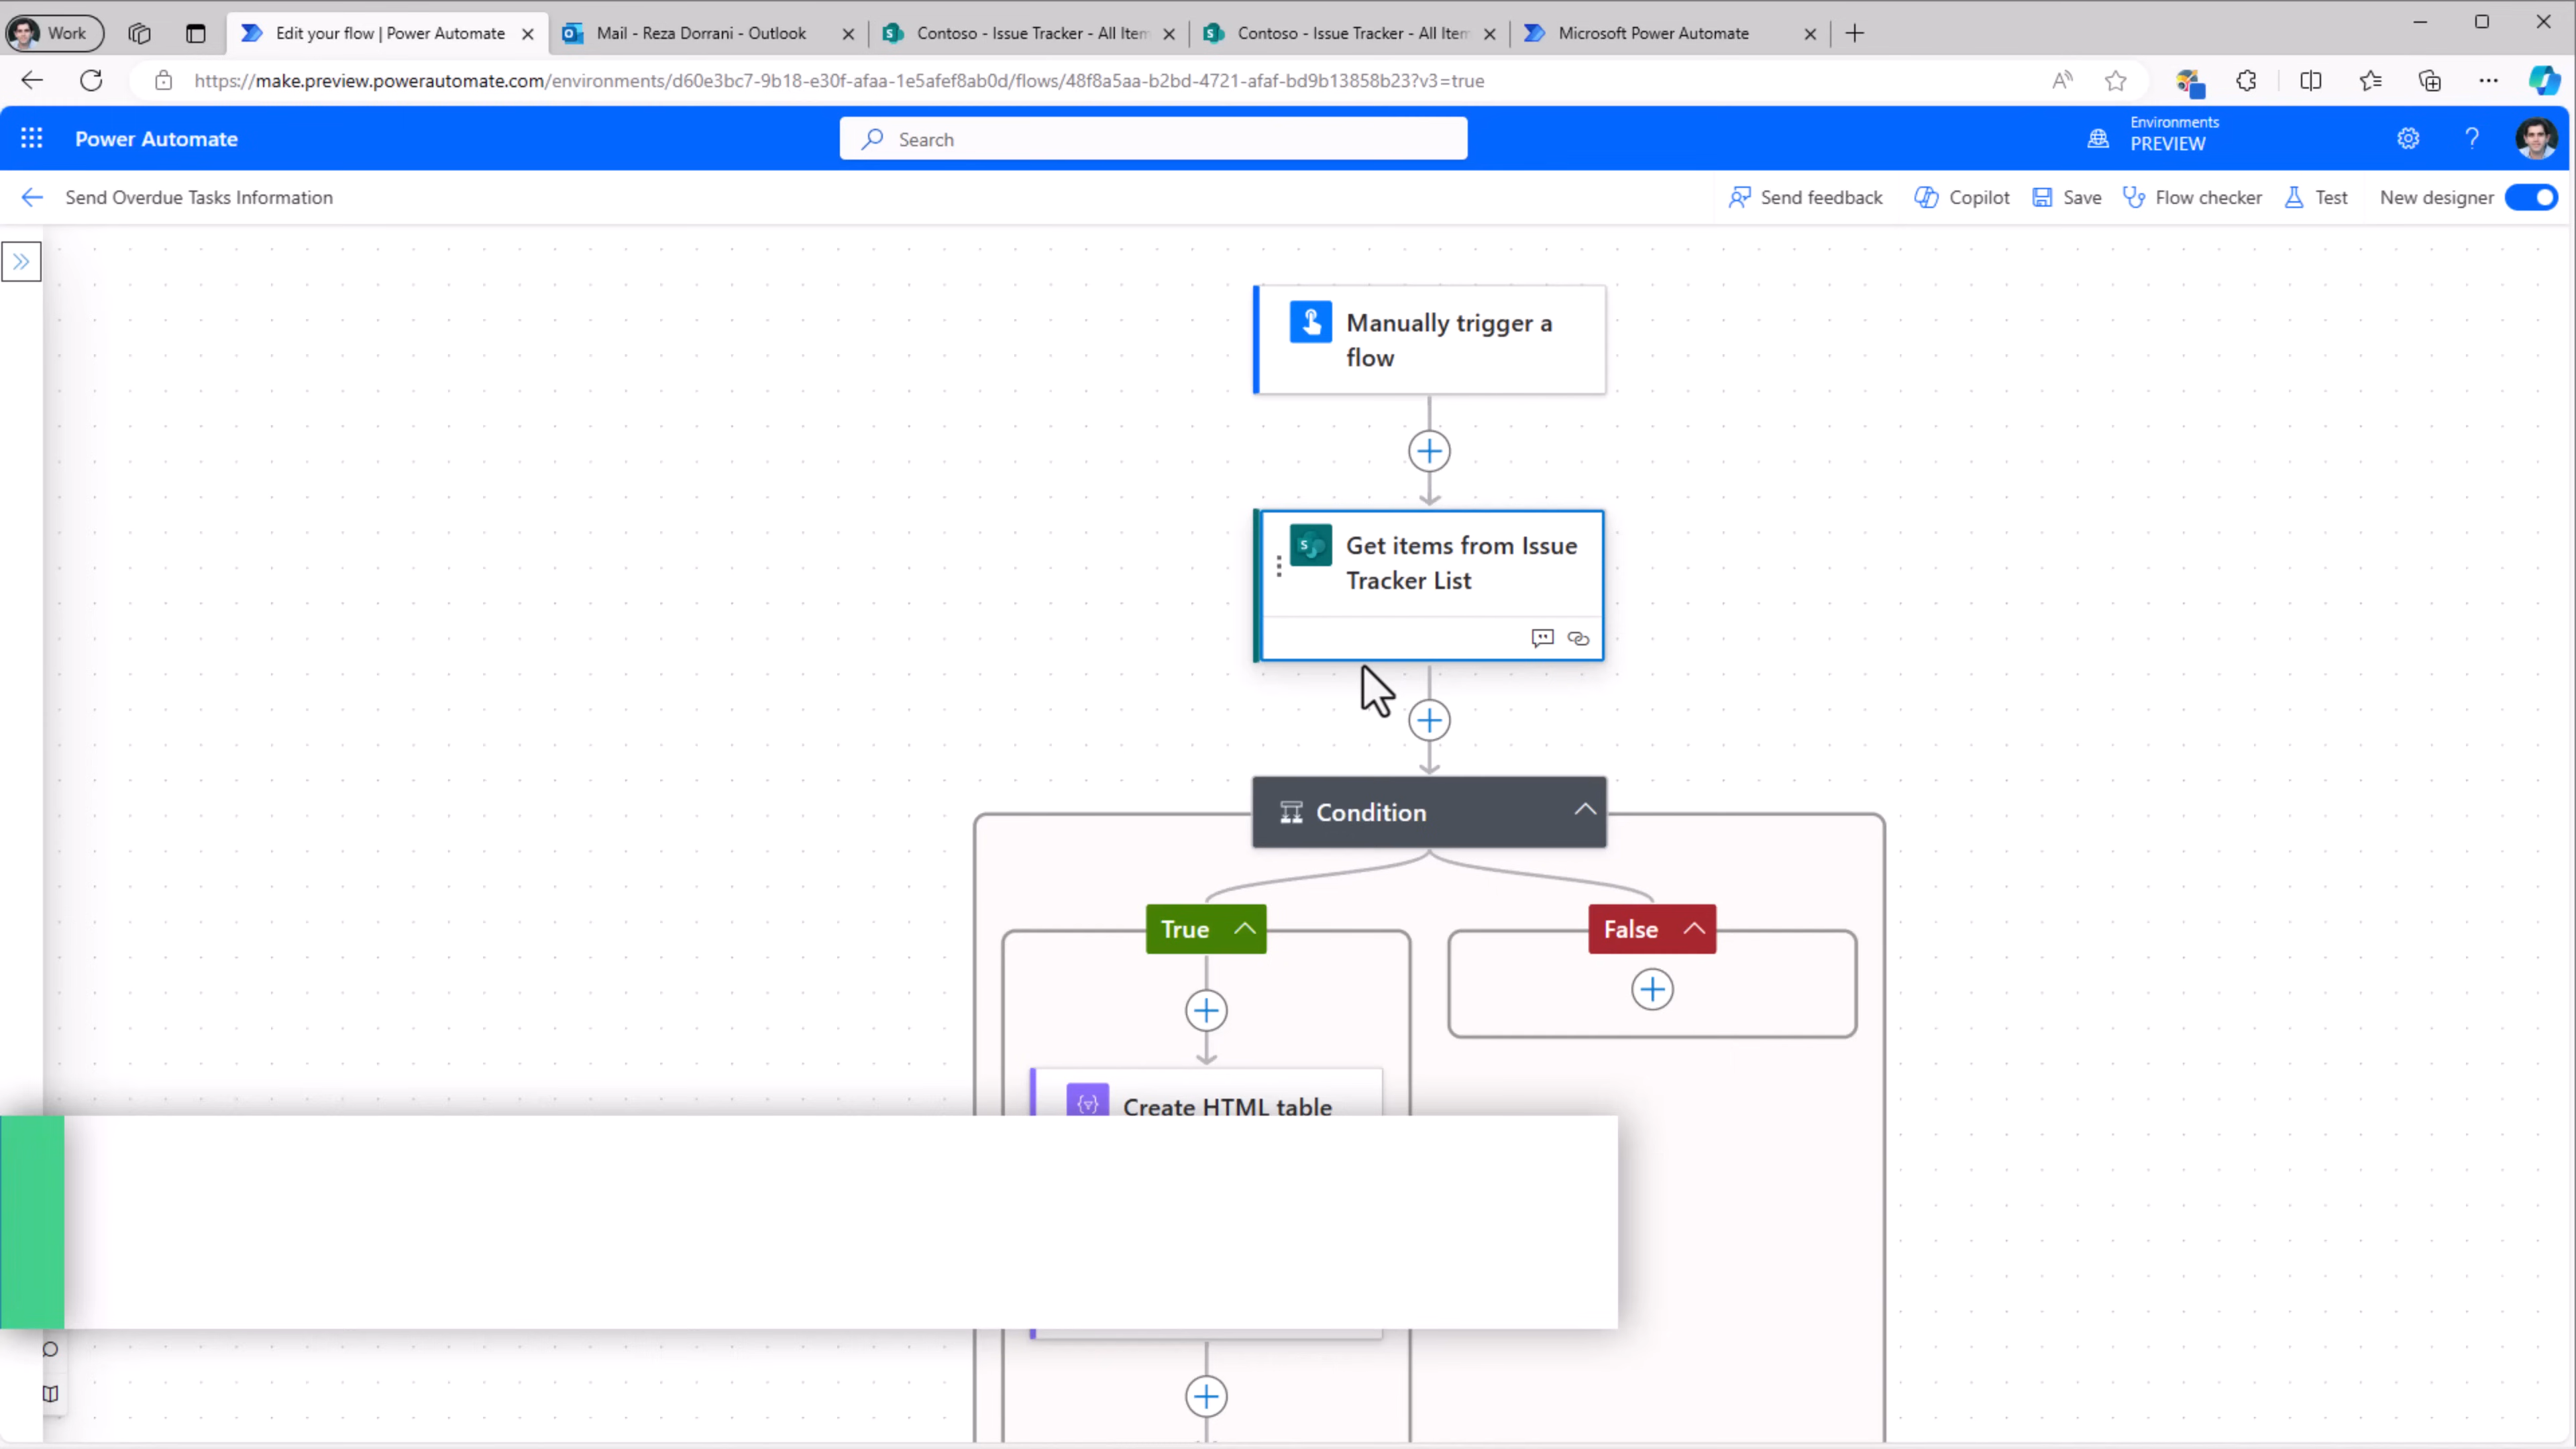 Work
Edit your flow | Power Automate
Mail - Reza Dorrani - Outlook
Contoso - Issue Tracker - All Item
Contoso - Issue Tracker - All Item
Microsoft Power Automate
https://make.preview.powerautomate.com/environments/d60e3bc7-9b18-e30f-afaa-1e5afef8ab0d/flows/48f8a5aa-b2bd-4721-afaf-bd9b13858b23?v3=true
Power Automate
Search
Environments
PREVIEW
Send Overdue Tasks Information
Send feedback
Copilot
Save
Flow checker
Test
New designer
Manually trigger a
flow
Get items from Issue
Tracker List
Condition
True
False
Create HTML table